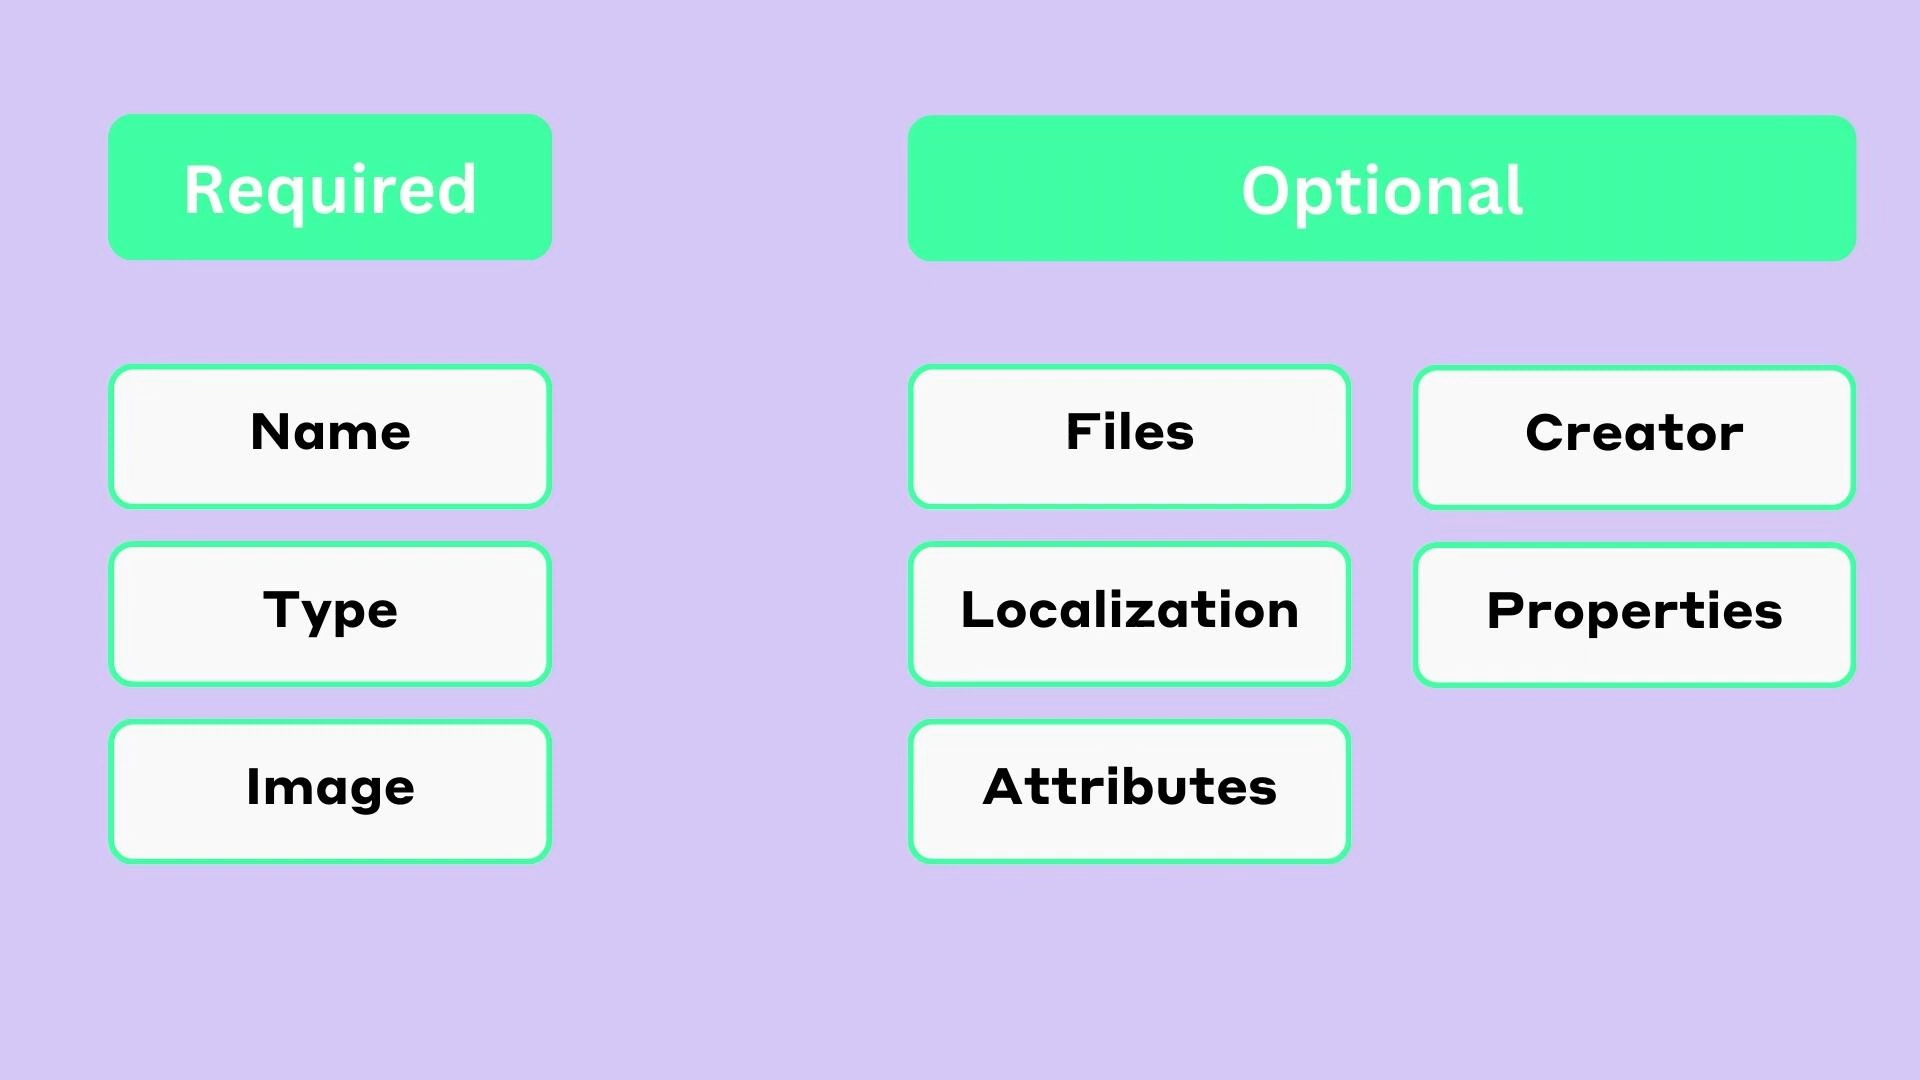 Required
Name
Type
Image
Optional
Files
Creator
Localization
Properties
Attributes